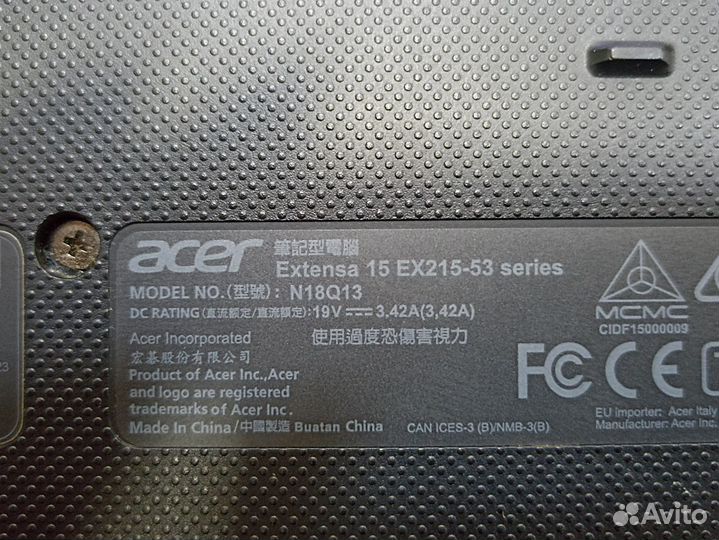 acer 筆記型電腦
Extensa 15 EX215-53 series
MODEL NO.(型號): N18Q13
DC RATING(直流額定/直流額定): 19V⎓3.42A(3,42A)
Acer Incorporated 使用過度恐傷害視力
宏碁股份有限公司
Product of Acer Inc.,Acer
and logo are registered
trademarks of Acer Inc.
Made in China/中國製造 Buatan China
CAN ICES-3 (B)/NMB-3(B)
MCMC
CIDF15000009
FC CE
EU importer: Acer Italy
Manufacturer: Acer Inc.
23
Avito